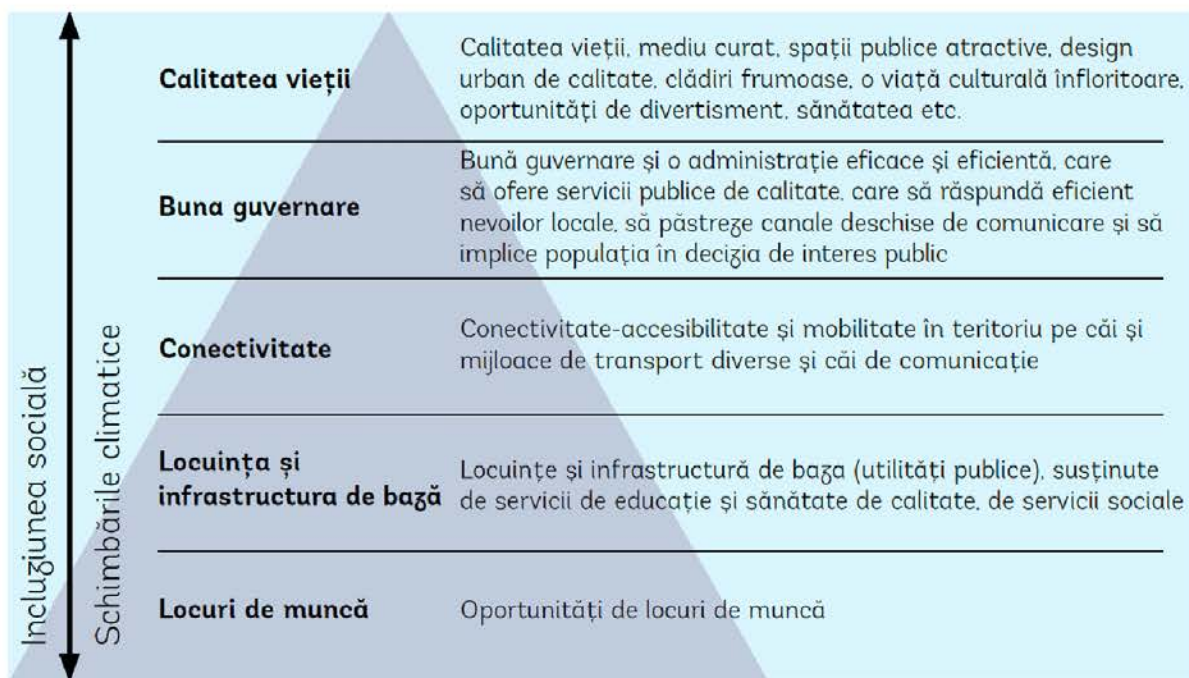 Calitatea vieții
Calitatea vieții, mediu curat, spații publice atractive, design
urban de calitate, clădiri frumoase, o viață culturală înfloritoare,
oportunități de divertisment, sănătatea etc.
Buna guvernare
Bună guvernare și o administrație eficace și eficientă, care
să ofere servicii publice de calitate, care să răspundă eficient
nevoilor locale, să păstreze canale deschise de comunicare și să
implice populația în decizia de interes public
Conectivitate
Conectivitate-accesibilitate și mobilitate în teritoriu pe căi și
mijloace de transport diverse și căi de comunicație
Locuința și
infrastructura de bază
Locuințe și infrastructură de baza (utilități publice), susținute
de servicii de educație și sănătate de calitate, de servicii sociale
Locuri de muncă
Oportunități de locuri de muncă
Incluziunea socială
Schimbările climatice